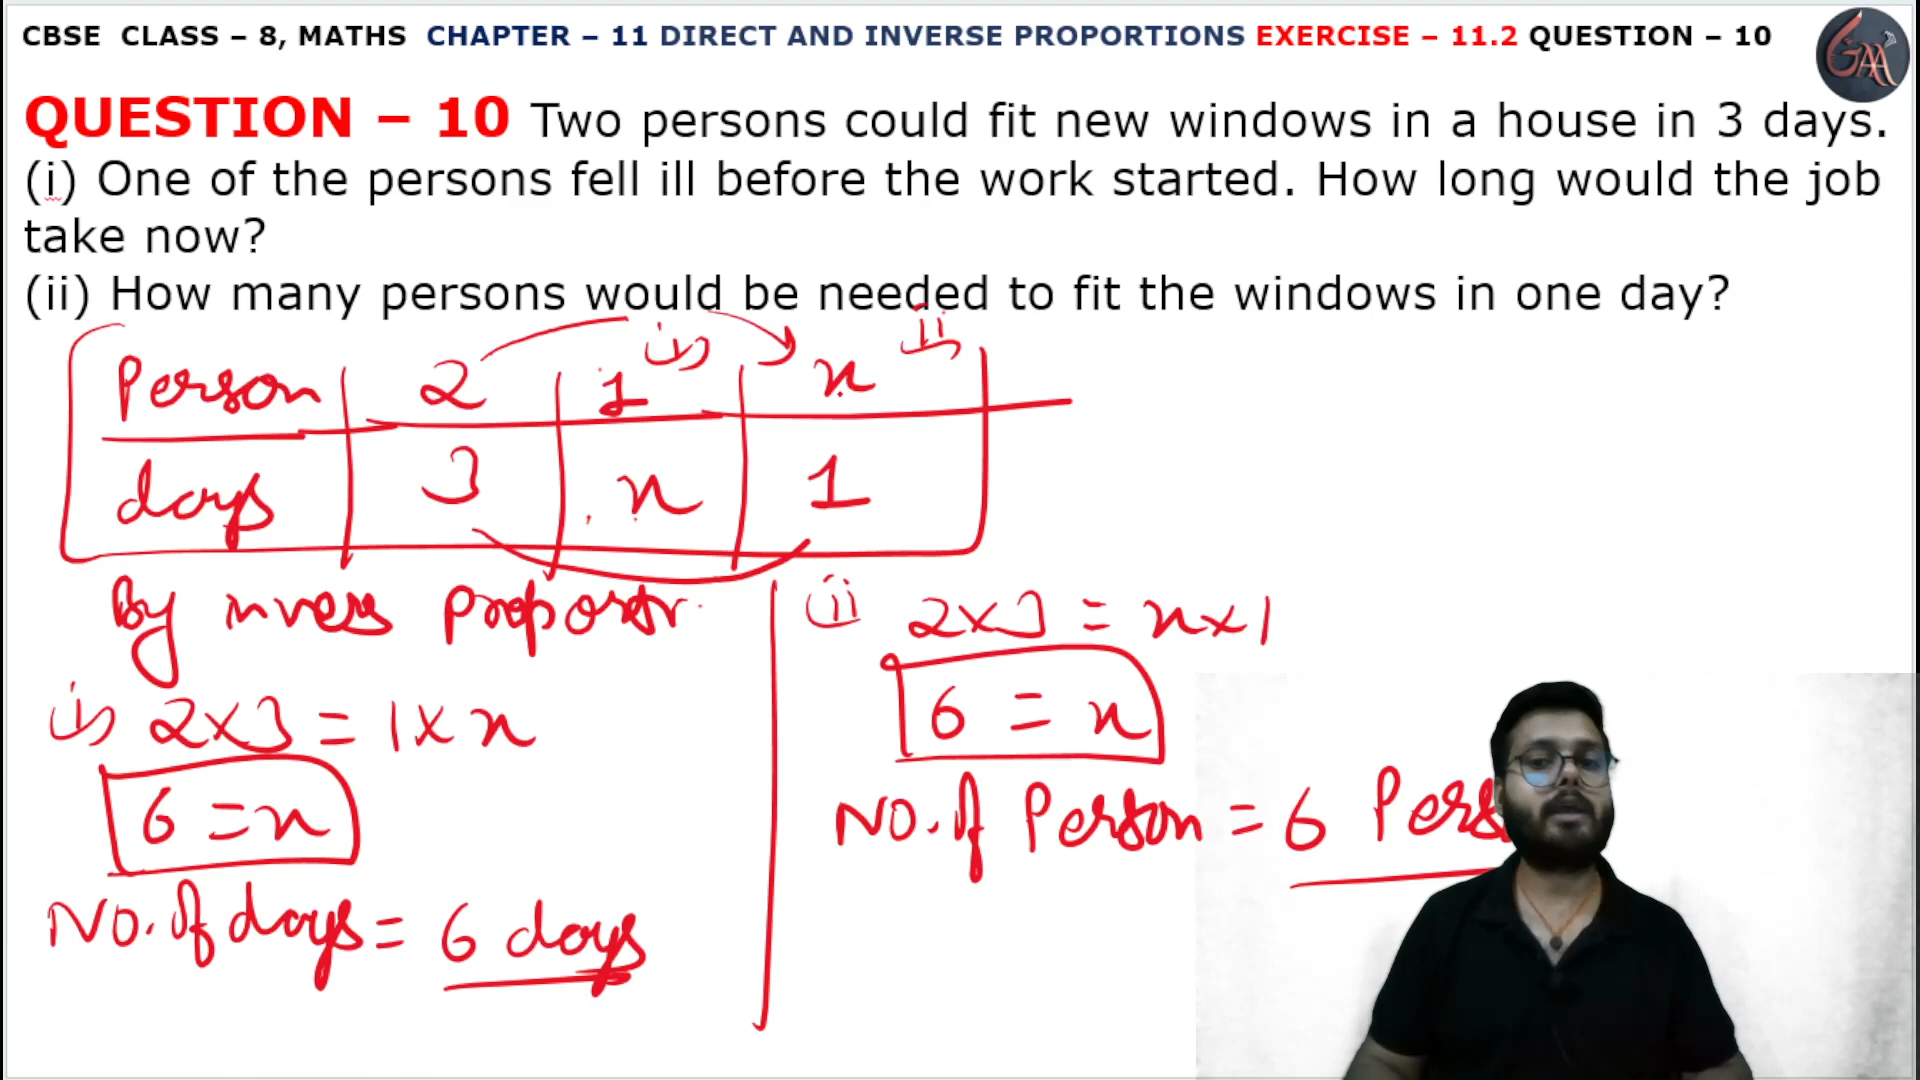 CBSE CLASS – 8, MATHS CHAPTER – 11 DIRECT AND INVERSE PROPORTIONS EXERCISE – 11.2 QUESTION – 10
QUESTION – 10 Two persons could fit new windows in a house in 3 days.
(i) One of the persons fell ill before the work started. How long would the job
take now?
(ii) How many persons would be needed to fit the windows in one day?
(i) ii
Person 2 1 x
days 3 x 1
By
(i) 2×3 = 1×x
6 = x
No. of days = 6 days
(ii 2×3 = x×1
6 = x
No. of Person = 6 Pers